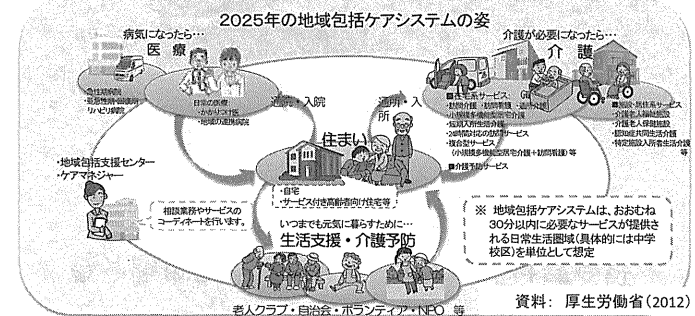 2025年の地域包括ケアシステムの姿
病気になったら…
医療
急性期病院
・亜急性期・回復期
リハビリ病院
日常の医療
・かかりつけ医
・地域の連携病院
通院・入院
介護が必要になったら…
介護
通所・入
所
■在宅系サービス
・訪問介護・訪問看護・通所介護
・小規模多機能型居宅介護
・短期入所生活介護
・24時間対応の訪問サービス
・複合型サービス
(小規模多機能型居宅介護＋訪問看護)等
■介護予防サービス
■施設・居住系サービス
・介護老人福祉施設
・介護老人保健施設
・認知症共同生活介護
・特定施設入所者生活介護
等
住まい
・自宅
・サービス付き高齢者向け住宅等
・地域包括支援センター
・ケアマネジャー
相談業務やサービスの
コーディネートを行います。
いつまでも元気に暮らすために…
生活支援・介護予防
老人クラブ・自治会・ボランティア・NPO 等
※ 地域包括ケアシステムは、おおむね
30分以内に必要なサービスが提供さ
れる日常生活圏域(具体的には中学
校区)を単位として想定
資料: 厚生労働省(2012)